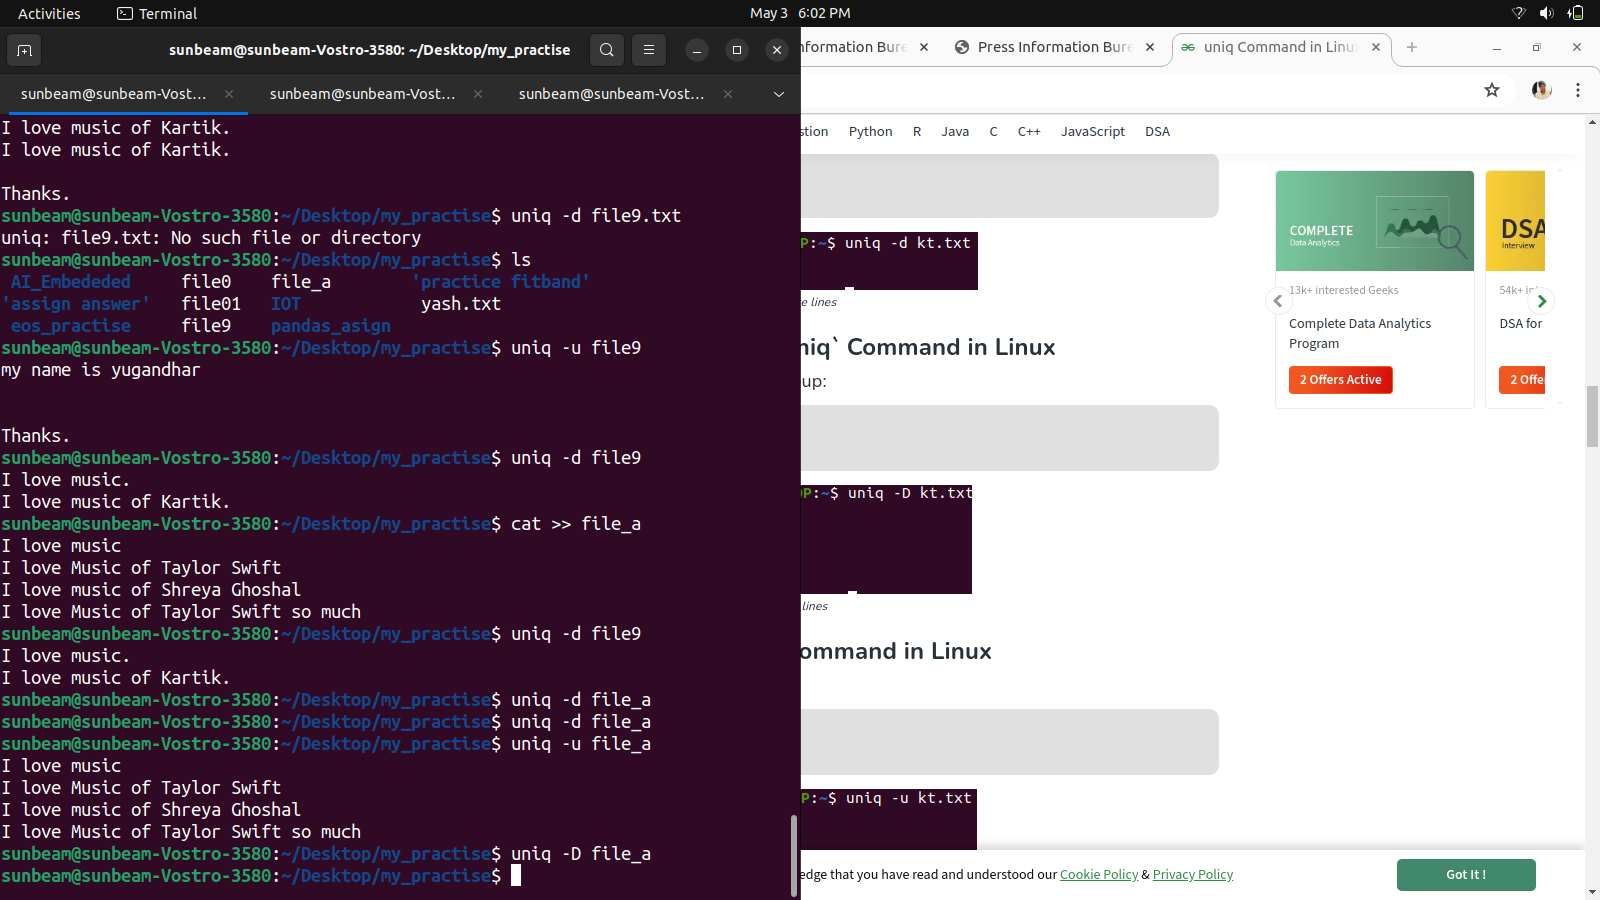 Activities
Terminal
May 3 6:02 PM
sunbeam@sunbeam-Vostro-3580: ~/Desktop/my_practise
sunbeam@sunbeam-Vost...
sunbeam@sunbeam-Vost...
sunbeam@sunbeam-Vost...
I love music of Kartik.
I love music of Kartik.
Thanks.
sunbeam@sunbeam-Vostro-3580:~/Desktop/my_practise$ uniq -d file9.txt
uniq: file9.txt: No such file or directory
sunbeam@sunbeam-Vostro-3580:~/Desktop/my_practise$ ls
AI_Embededed file0 file_a 'practice fitband'
'assign answer' file01 IOT yash.txt
eos_practise file9 pandas_asign
sunbeam@sunbeam-Vostro-3580:~/Desktop/my_practise$ uniq -u file9
my name is yugandhar
Thanks.
sunbeam@sunbeam-Vostro-3580:~/Desktop/my_practise$ uniq -d file9
I love music.
I love music of Kartik.
sunbeam@sunbeam-Vostro-3580:~/Desktop/my_practise$ cat >> file_a
I love music
I love Music of Taylor Swift
I love music of Shreya Ghoshal
I love Music of Taylor Swift so much
sunbeam@sunbeam-Vostro-3580:~/Desktop/my_practise$ uniq -d file9
I love music.
I love music of Kartik.
sunbeam@sunbeam-Vostro-3580:~/Desktop/my_practise$ uniq -d file_a
sunbeam@sunbeam-Vostro-3580:~/Desktop/my_practise$ uniq -d file_a
sunbeam@sunbeam-Vostro-3580:~/Desktop/my_practise$ uniq -u file_a
I love music
I love Music of Taylor Swift
I love music of Shreya Ghoshal
I love Music of Taylor Swift so much
sunbeam@sunbeam-Vostro-3580:~/Desktop/my_practise$ uniq -D file_a
sunbeam@sunbeam-Vostro-3580:~/Desktop/my_practise$
nformation Bure
Press Information Bure
uniq Command in Linux
stion Python R Java C C++ JavaScript DSA
P:~$ uniq -d kt.txt
e lines
niq` Command in Linux
up:
P:~$ uniq -D kt.txt
lines
ommand in Linux
P:~$ uniq -u kt.txt
COMPLETE
Data Analytics
13k+ interested Geeks
Complete Data Analytics
Program
2 Offers Active
DSA
Interview
54k+ in
DSA for
2 Offe
edge that you have read and understood our Cookie Policy & Privacy Policy
Got It !